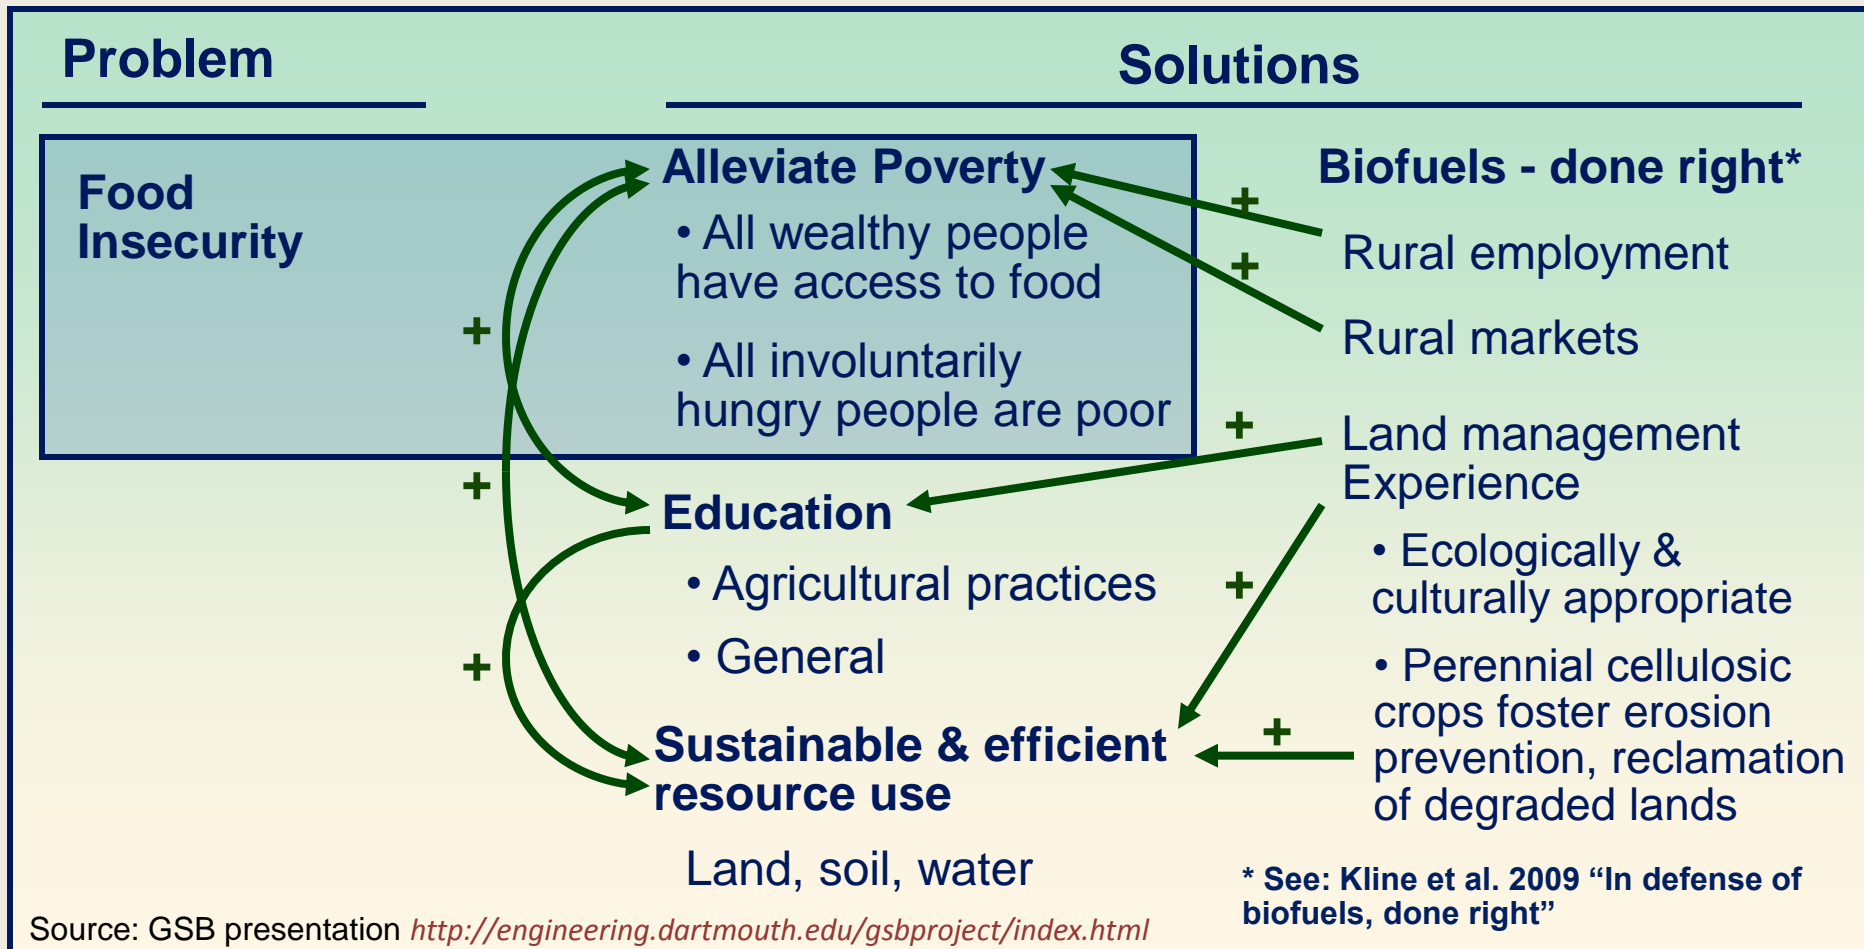 Problem
Solutions
Food
Insecurity
Alleviate Poverty
• All wealthy people
have access to food
• All involuntarily
hungry people are poor
+
+
+
Education
• Agricultural practices
• General
Sustainable & efficient
resource use
Land, soil, water
Biofuels - done right*
+
+
+
+
+
Rural employment
Rural markets
Land management
Experience
• Ecologically &
culturally appropriate
• Perennial cellulosic
crops foster erosion
prevention, reclamation
of degraded lands
* See: Kline et al. 2009 “In defense of
biofuels, done right”
Source: GSB presentation http://engineering.dartmouth.edu/gsbproject/index.html